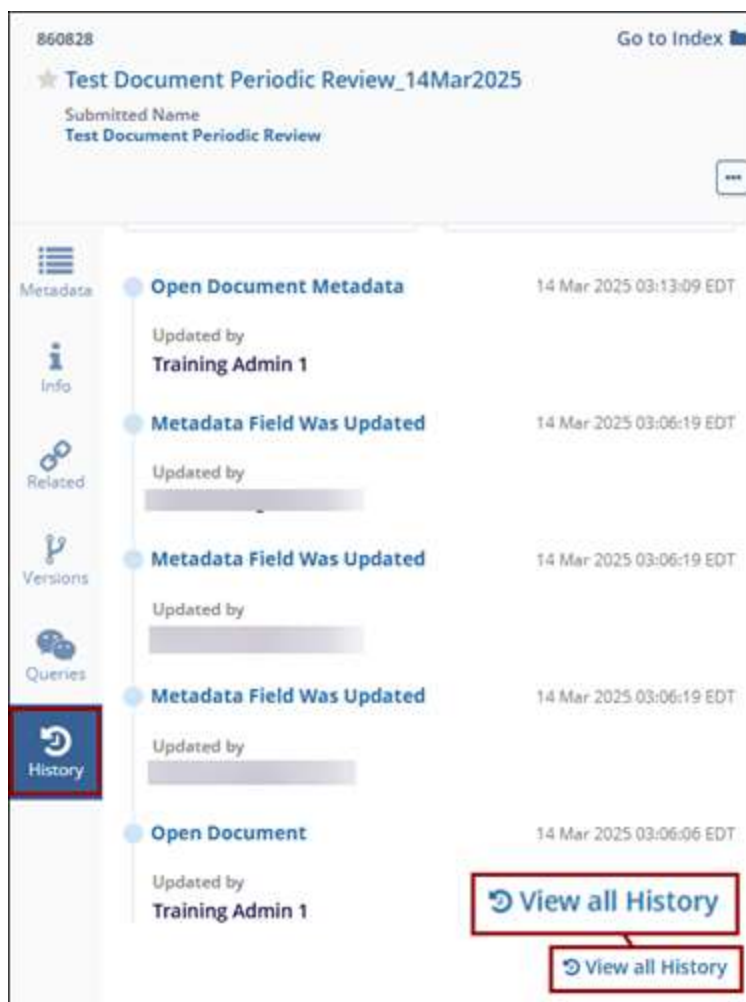 860828
Go to Index
Test Document Periodic Review_14Mar2025
Submitted Name
Test Document Periodic Review
Metadata
Info
Related
Versions
Queries
History
Open Document Metadata 14 Mar 2025 03:13:09 EDT
Updated by
Training Admin 1
Metadata Field Was Updated 14 Mar 2025 03:06:19 EDT
Updated by
Metadata Field Was Updated 14 Mar 2025 03:06:19 EDT
Updated by
Metadata Field Was Updated 14 Mar 2025 03:06:19 EDT
Updated by
Open Document 14 Mar 2025 03:06:06 EDT
Updated by
Training Admin 1
View all History
View all History